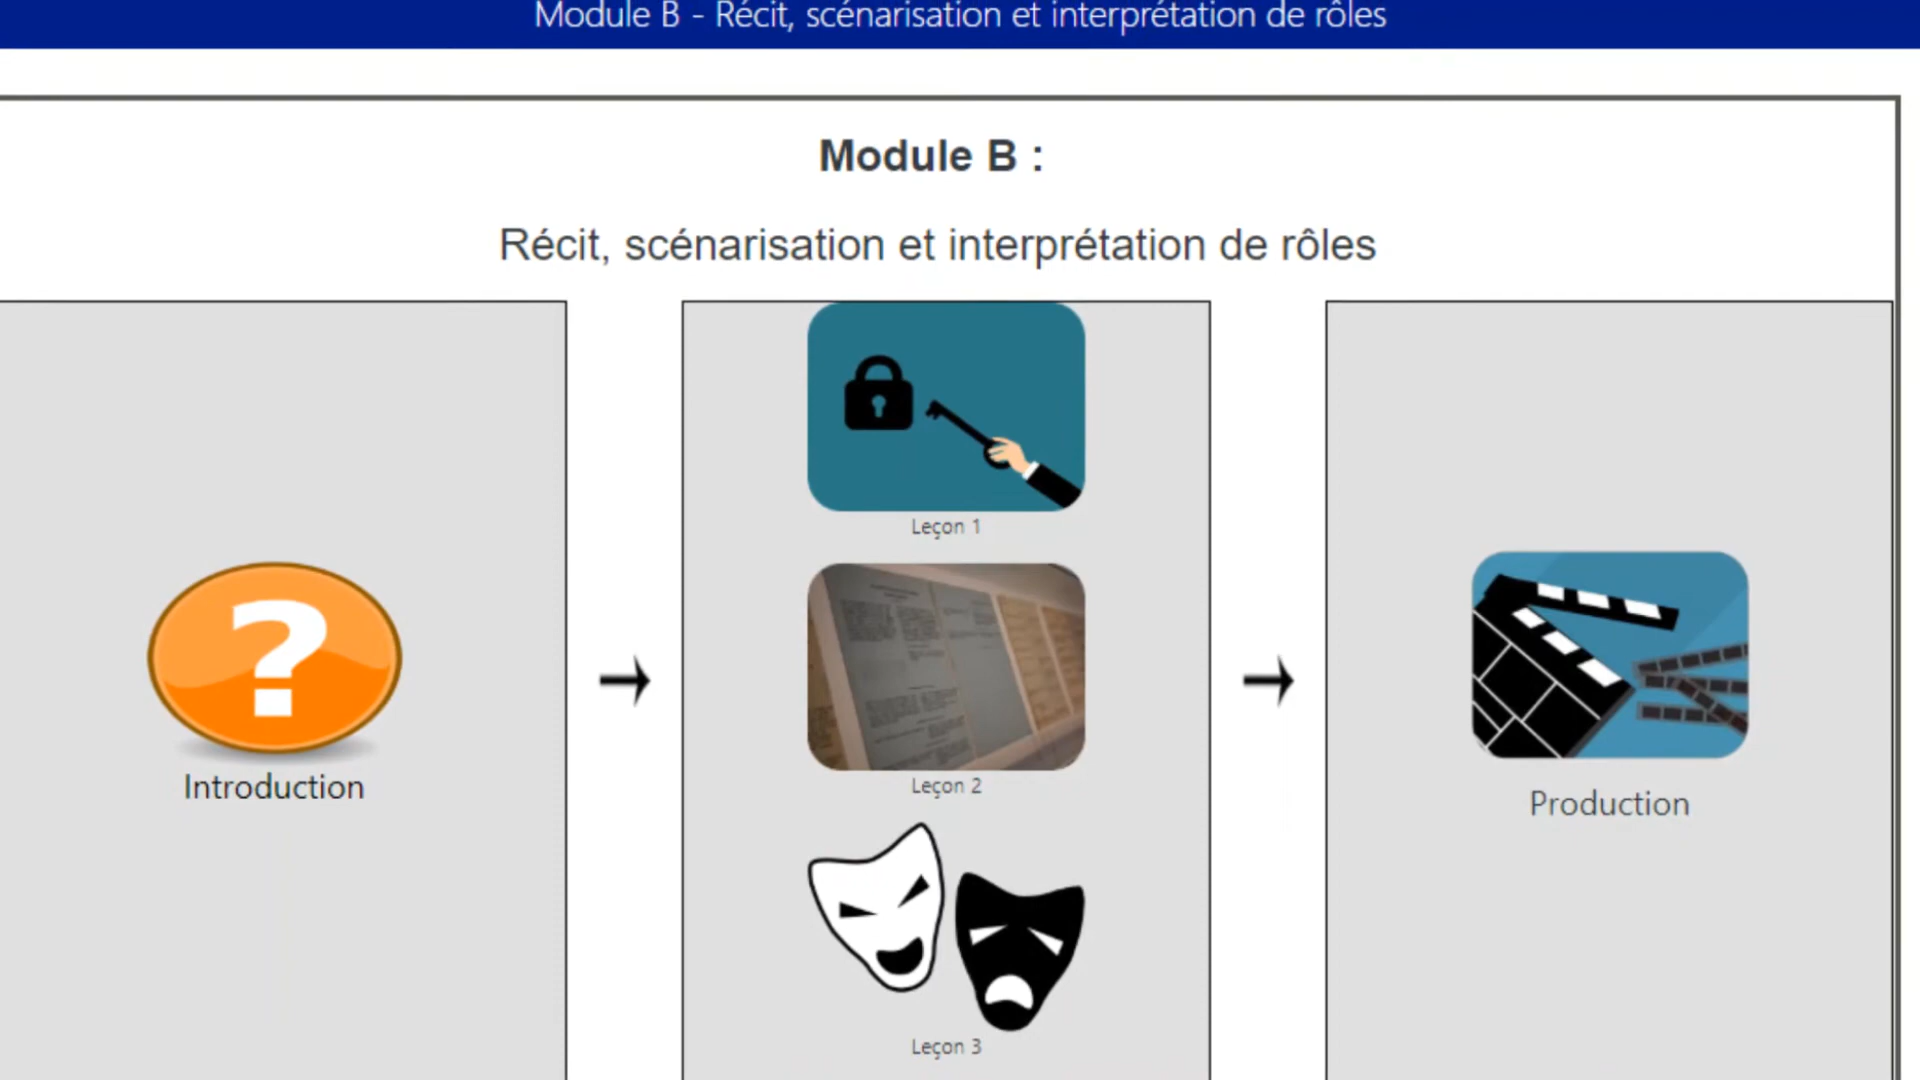 Module B - Récit, scénarisation et interprétation de rôles
Module B :
Récit, scénarisation et interprétation de rôles
Introduction
Leçon 1
Leçon 2
Leçon 3
Production